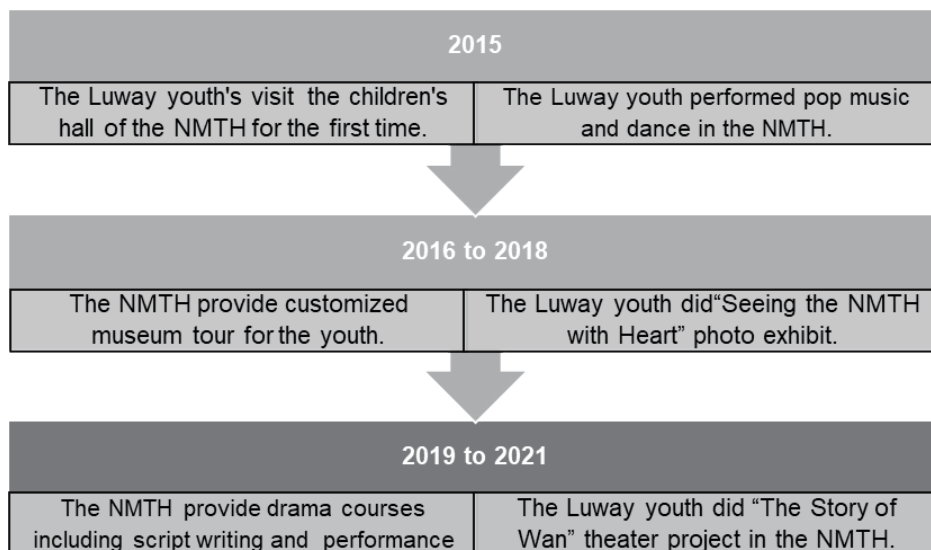 2015
The Luway youth's visit the children's
hall of the NMTH for the first time.
The Luway youth performed pop music
and dance in the NMTH.
2016 to 2018
The NMTH provide customized
museum tour for the youth.
The Luway youth did“Seeing the NMTH
with Heart” photo exhibit.
2019 to 2021
The NMTH provide drama courses
including script writing and performance
The Luway youth did “The Story of
Wan” theater project in the NMTH.